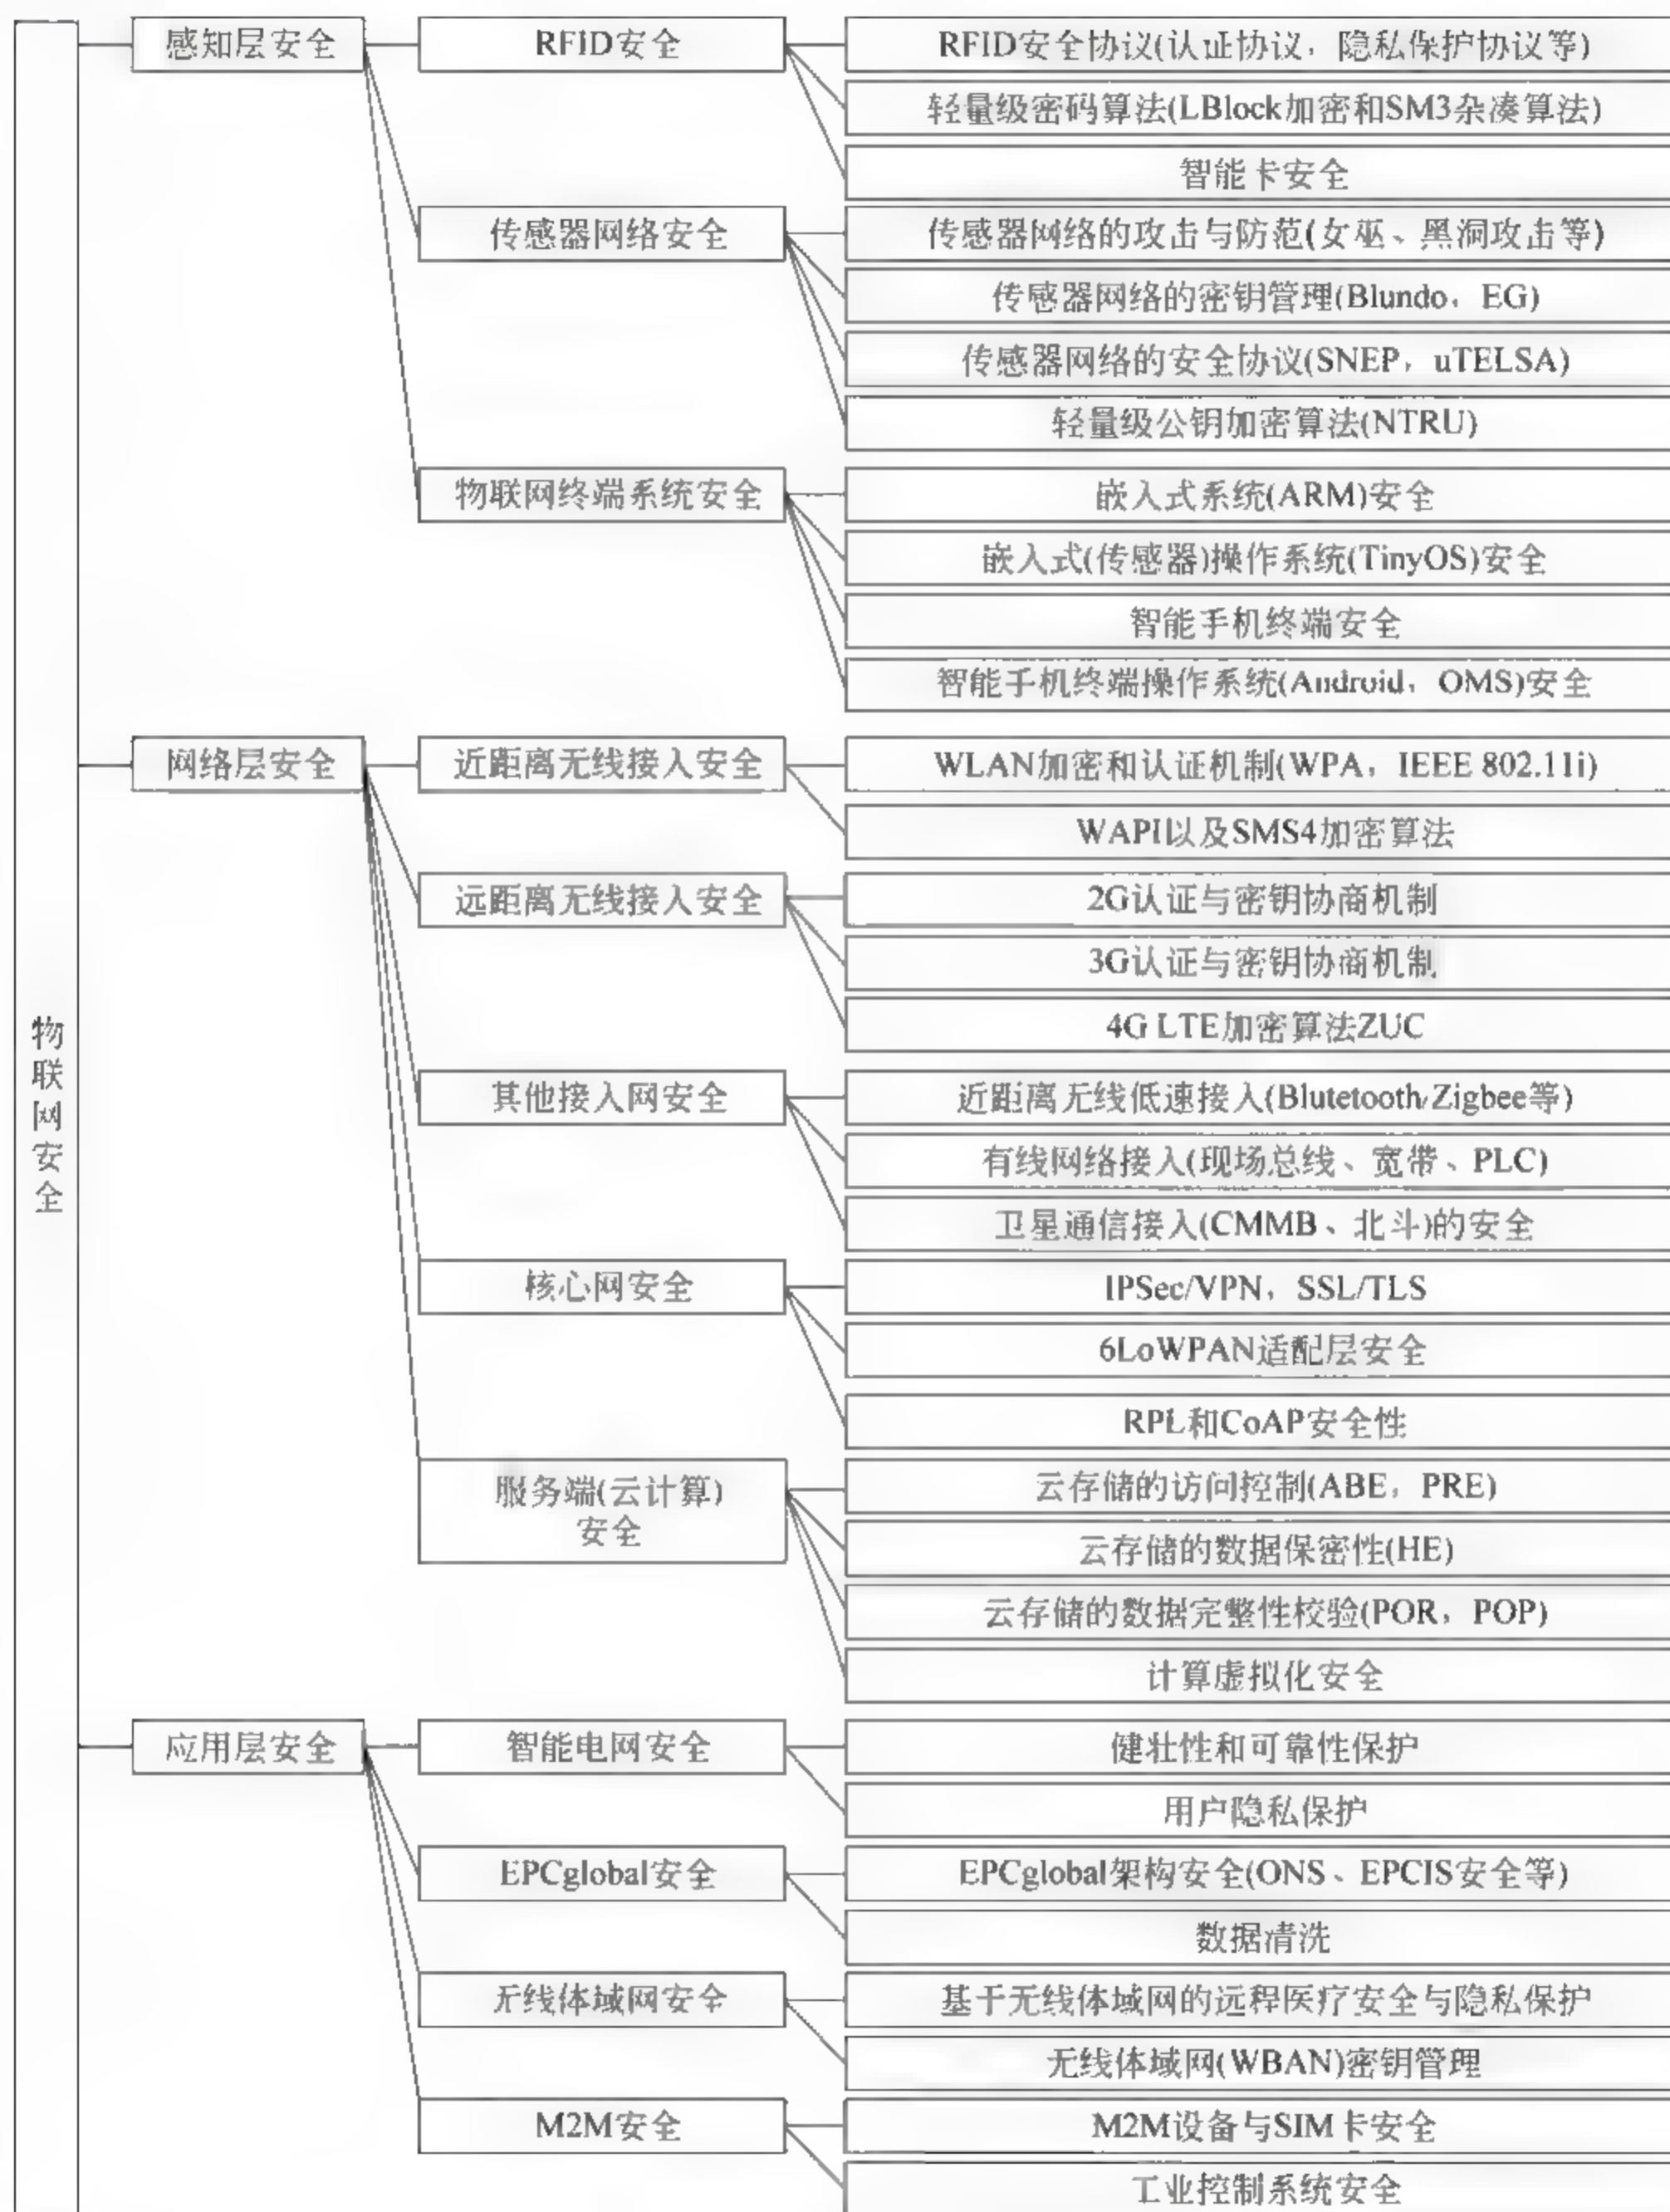 物联网安全
感知层安全
RFID安全
RFID安全协议(认证协议，隐私保护协议等)
轻量级密码算法(LBlock加密和SM3杂凑算法)
智能卡安全
传感器网络安全
传感器网络的攻击与防范(女巫、黑洞攻击等)
传感器网络的密钥管理(Blundo，EG)
传感器网络的安全协议(SNEP，uTELSA)
轻量级公钥加密算法(NTRU)
物联网终端系统安全
嵌入式系统(ARM)安全
嵌入式(传感器)操作系统(TinyOS)安全
智能手机终端安全
智能手机终端操作系统(Android，OMS)安全
网络层安全
近距离无线接入安全
WLAN加密和认证机制(WPA，IEEE 802.11i)
WAPI以及SMS4加密算法
远距离无线接入安全
2G认证与密钥协商机制
3G认证与密钥协商机制
4G LTE加密算法ZUC
其他接入网安全
近距离无线低速接入(Blutetooth/Zigbee等)
有线网络接入(现场总线、宽带、PLC)
卫星通信接入(CMMB、北斗)的安全
核心网安全
IPSec/VPN，SSL/TLS
6LoWPAN适配层安全
RPL和CoAP安全性
服务端(云计算)
安全
云存储的访问控制(ABE，PRE)
云存储的数据保密性(HE)
云存储的数据完整性校验(POR，POP)
计算虚拟化安全
应用层安全
智能电网安全
健壮性和可靠性保护
用户隐私保护
EPCglobal安全
EPCglobal架构安全(ONS、EPCIS安全等)
数据清洗
无线体域网安全
基于无线体域网的远程医疗安全与隐私保护
无线体域网(WBAN)密钥管理
M2M安全
M2M设备与SIM卡安全
工业控制系统安全